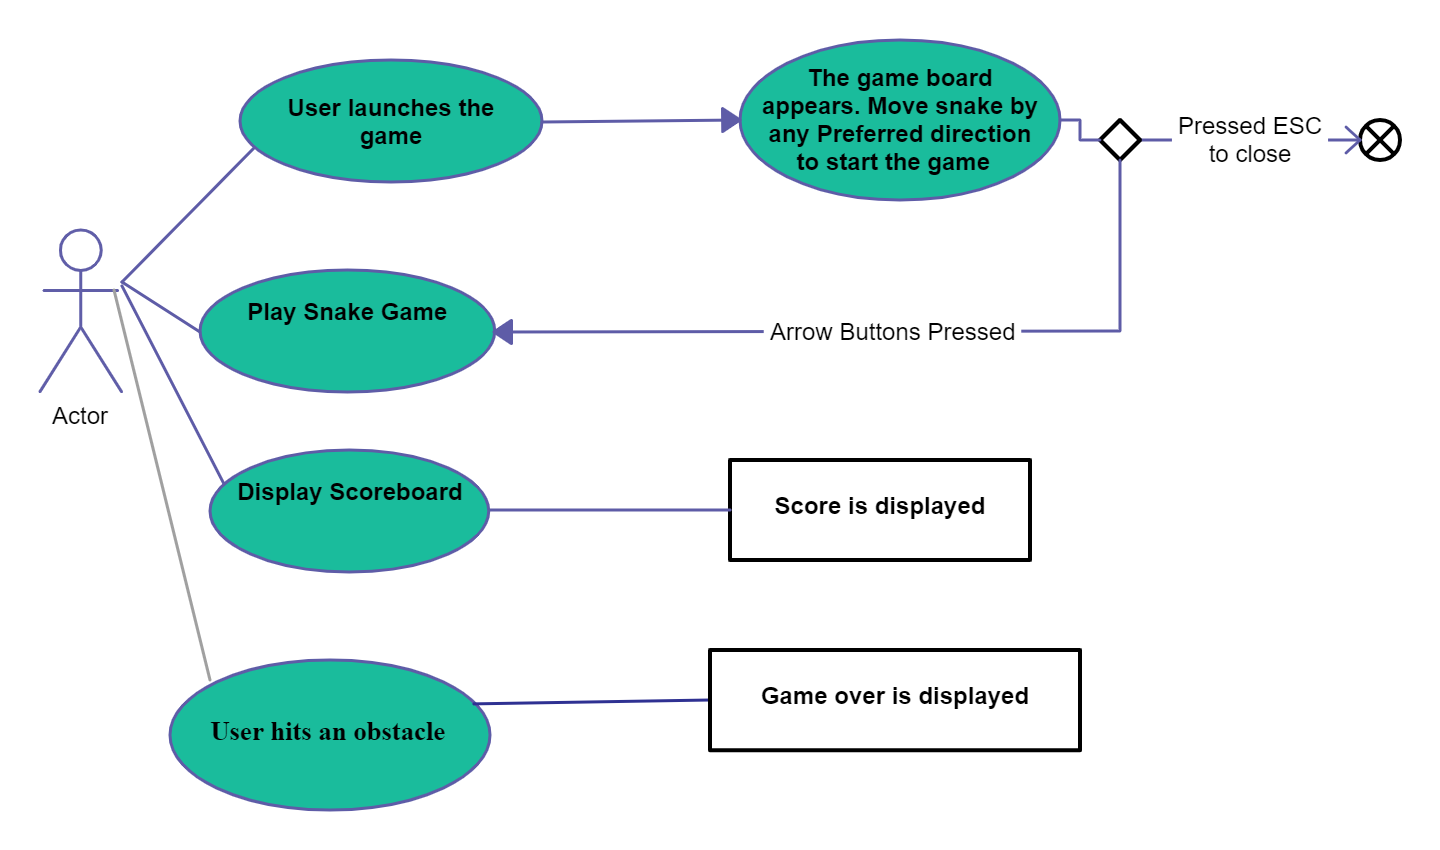 User launches the
game
The game board
appears. Move snake by
any Preferred direction
to start the game
Pressed ESC
to close
Play Snake Game
Arrow Buttons Pressed
Actor
Display Scoreboard
Score is displayed
User hits an obstacle
Game over is displayed